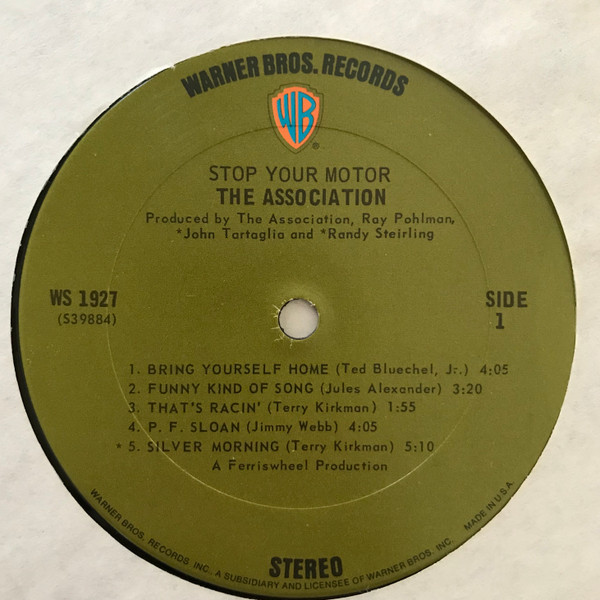 WARNER BROS. RECORDS
WB
®
STOP YOUR MOTOR
THE ASSOCIATION
Produced by The Association, Ray Pohlman,
*John Tartaglia and *Randy Steirling
WS 1927
(S39884)
SIDE
1
1. BRING YOURSELF HOME (Ted Bluechel, Jr.) 4:05
2. FUNNY KIND OF SONG (Jules Alexander) 3:20
3. THAT'S RACIN' (Terry Kirkman) 1:55
4. P. F. SLOAN (Jimmy Webb) 4:05
* 5. SILVER MORNING (Terry Kirkman) 5:10
A Ferriswheel Production
STEREO
WARNER BROS. RECORDS INC., A SUBSIDIARY AND LICENSEE OF WARNER BROS. INC. MADE IN U.S.A.